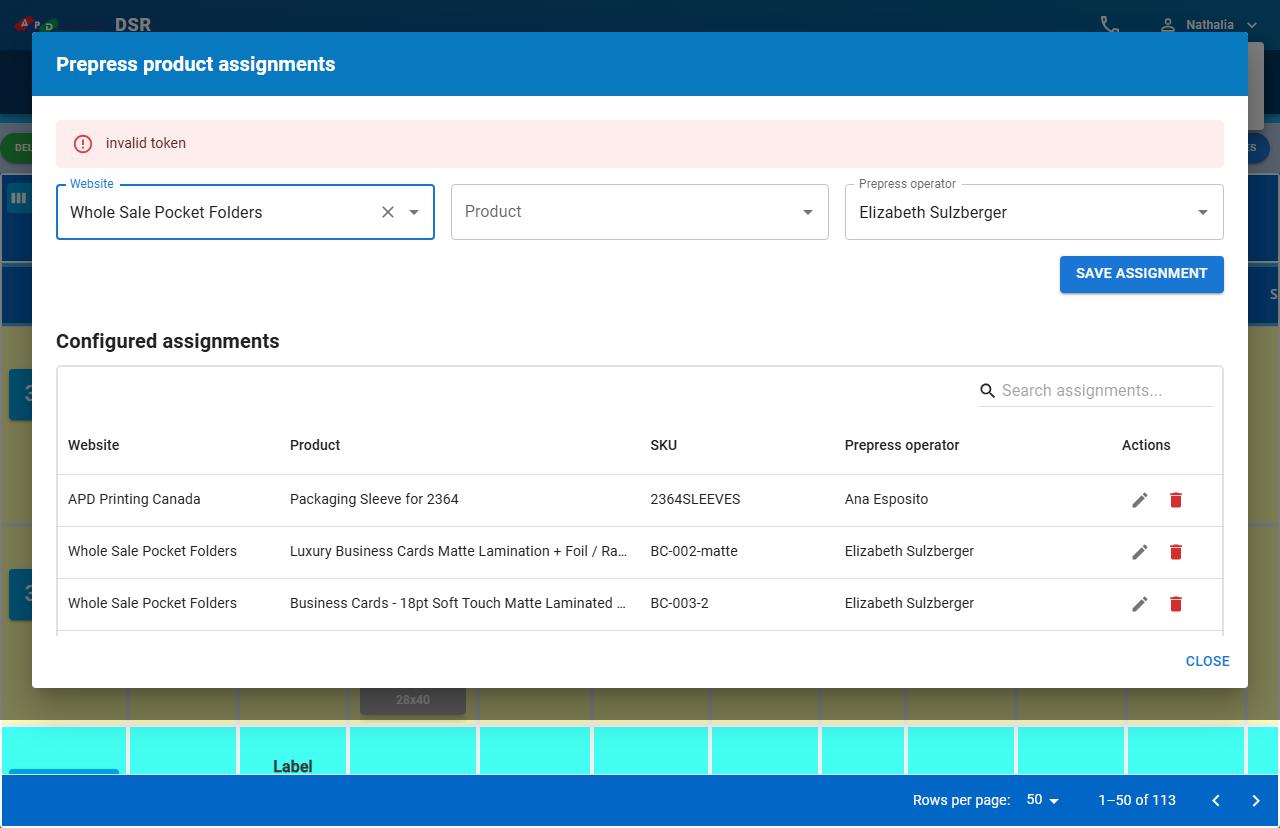 A P D DSR Nathalia
Prepress product assignments
invalid token
DEL ES
Website Prepress operator
Whole Sale Pocket Folders Product Elizabeth Sulzberger
SAVE ASSIGNMENT
S
Configured assignments
3
Search assignments...
Website Product SKU Prepress operator Actions
APD Printing Canada Packaging Sleeve for 2364 2364SLEEVES Ana Esposito
Whole Sale Pocket Folders Luxury Business Cards Matte Lamination + Foil / Ra... BC-002-matte Elizabeth Sulzberger
3
Whole Sale Pocket Folders Business Cards - 18pt Soft Touch Matte Laminated ... BC-003-2 Elizabeth Sulzberger
CLOSE
28x40
Label
Rows per page: 50 1–50 of 113